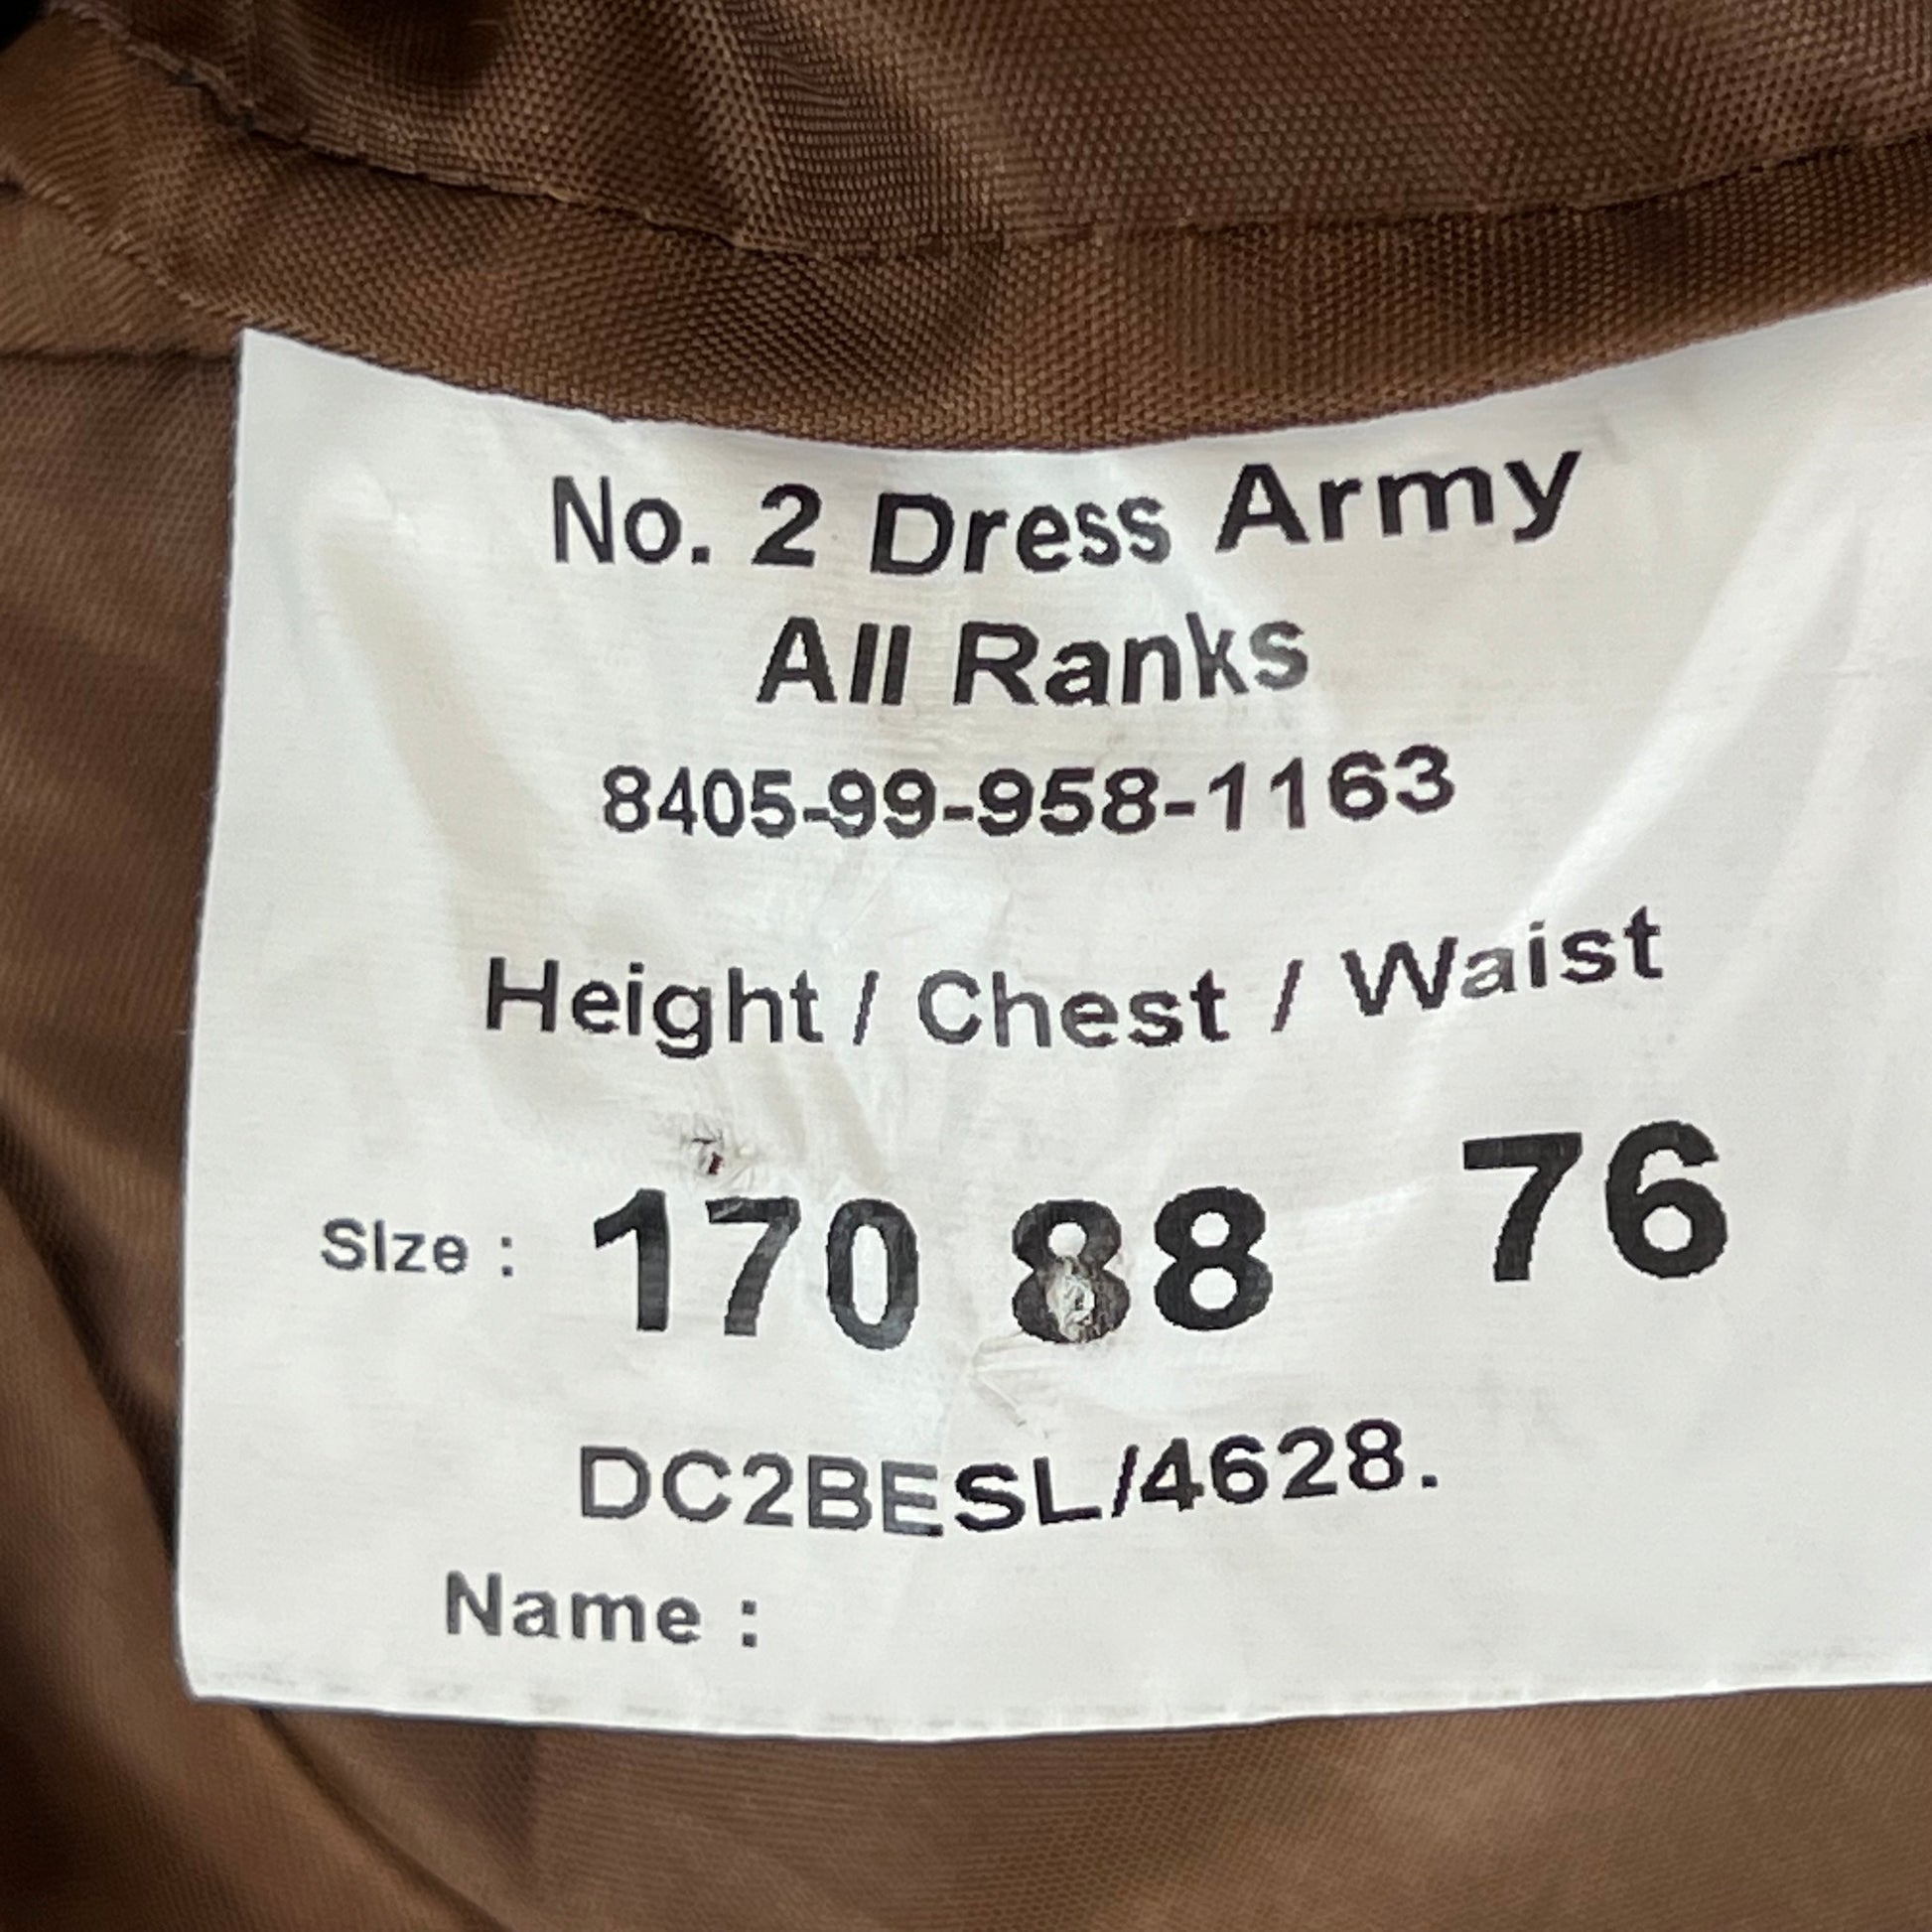 No. 2 Dress Army
All Ranks
8405-99-958-1163
Height / Chest / Waist
Size : 170 88 76
DC2BESL/4628.
Name :